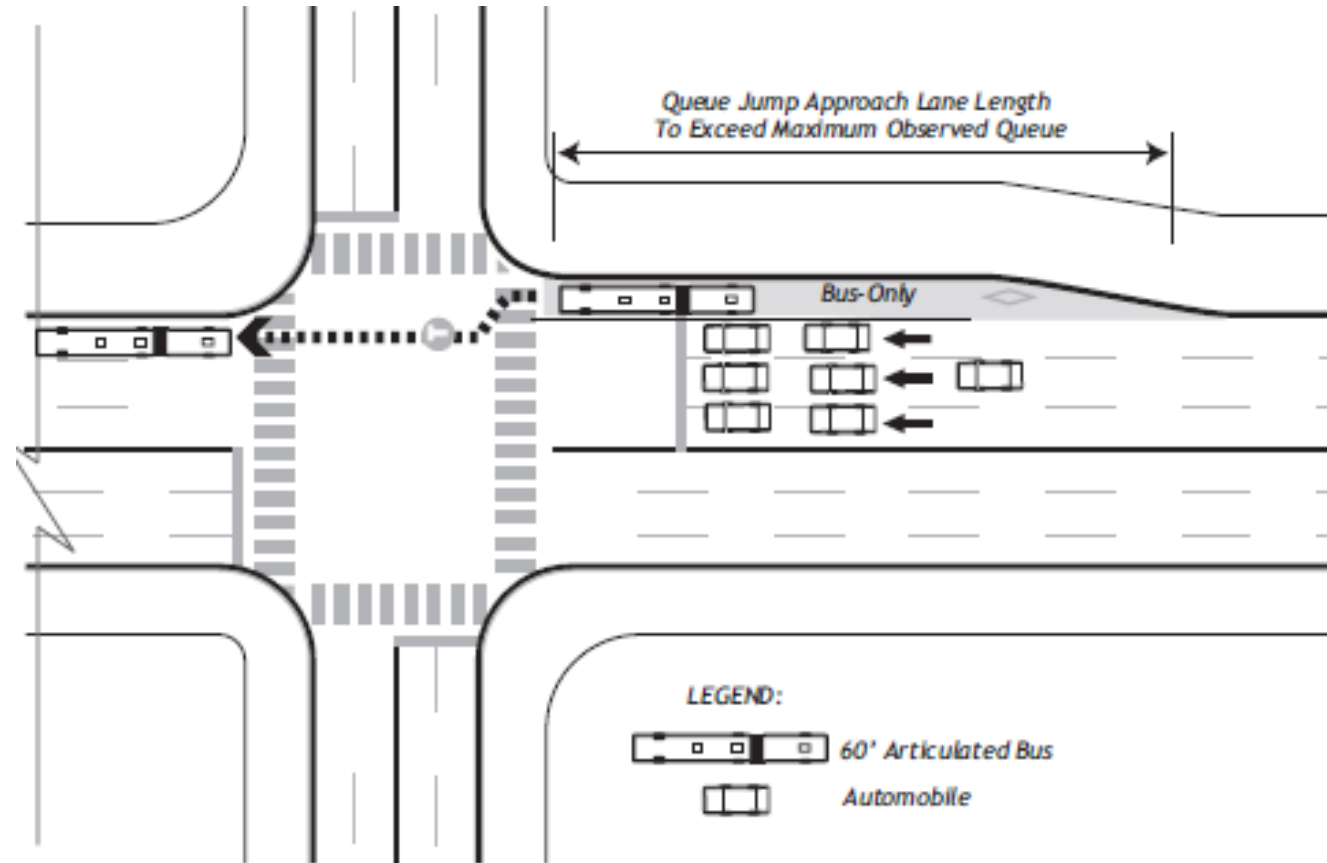 Queue Jump Approach Lane Length
To Exceed Maximum Observed Queue
Bus-Only
LEGEND:
60' Articulated Bus
Automobile